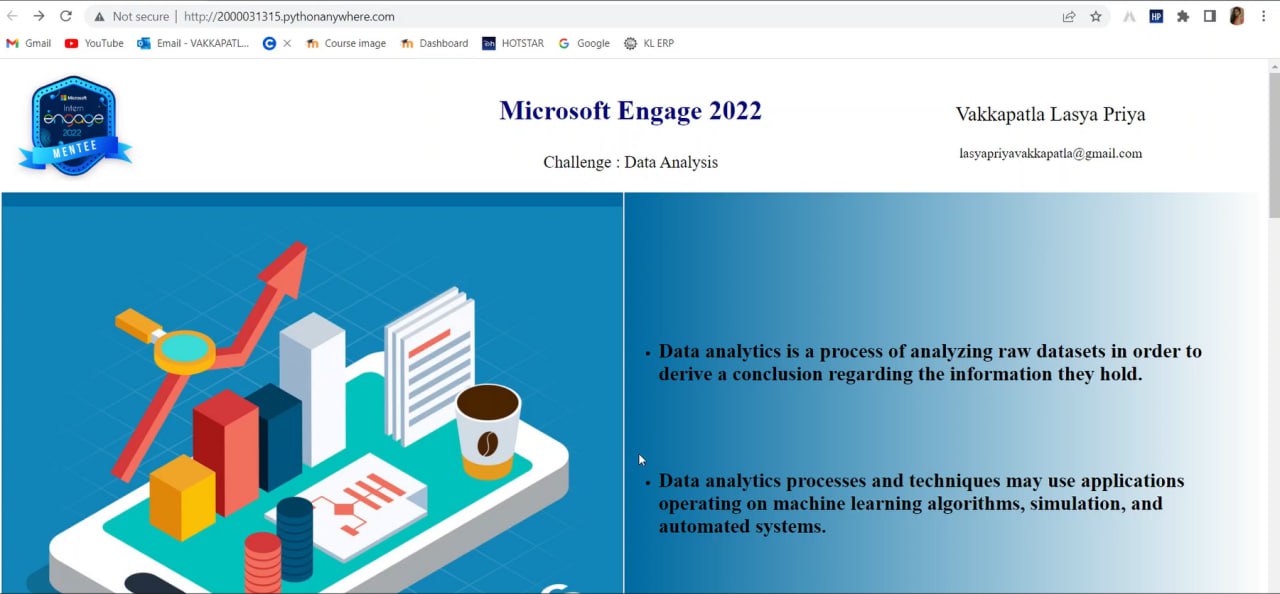 Not secure | http://2000031315.pythonanywhere.com
HP
Gmail YouTube Email - VAKKAPATL... Course image Dashboard HOTSTAR Google KL ERP
Microsoft
Intern
engage
2022
MENTEE
Microsoft Engage 2022
Challenge : Data Analysis
Vakkapatla Lasya Priya
lasyapriyavakkapatla@gmail.com
• Data analytics is a process of analyzing raw datasets in order to
derive a conclusion regarding the information they hold.
• Data analytics processes and techniques may use applications
operating on machine learning algorithms, simulation, and
automated systems.